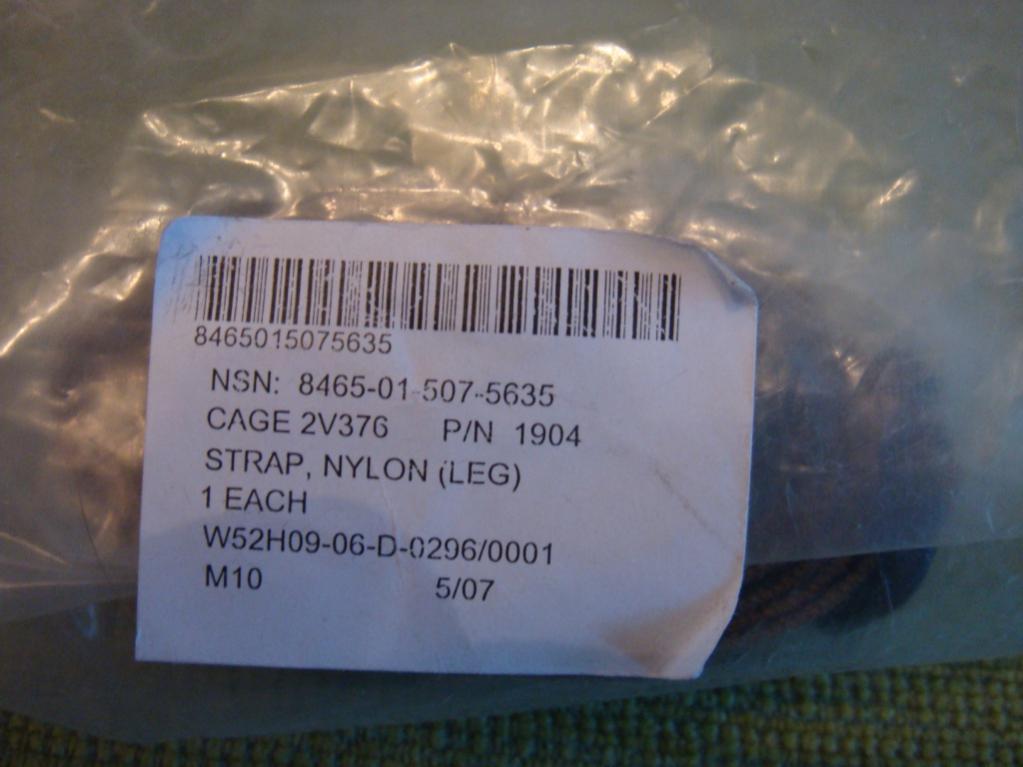 8465015075635
NSN: 8465-01-507-5635
CAGE 2V376 P/N 1904
STRAP, NYLON (LEG)
1 EACH
W52H09-06-D-0296/0001
M10 5/07